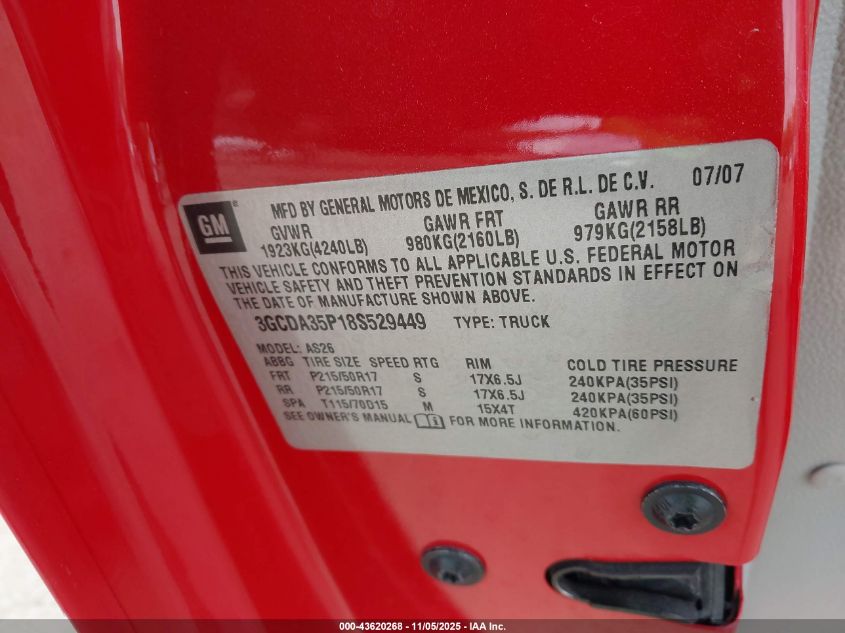 GM
MFD BY GENERAL MOTORS DE MEXICO, S. DE R.L. DE C.V. 07/07
GVWR GAWR FRT GAWR RR
1923KG(4240LB) 980KG(2160LB) 979KG(2158LB)
THIS VEHICLE CONFORMS TO ALL APPLICABLE U.S. FEDERAL MOTOR
VEHICLE SAFETY AND THEFT PREVENTION STANDARDS IN EFFECT ON
THE DATE OF MANUFACTURE SHOWN ABOVE.
3GCDA35P18S529449 TYPE: TRUCK
MODEL: AS26
ABBG TIRE SIZE SPEED RTG RIM COLD TIRE PRESSURE
FRT P215/50R17 S 17X6.5J 240KPA(35PSI)
RR P215/50R17 S 17X6.5J 240KPA(35PSI)
SPA T115/70D15 M 15X4T 420KPA(60PSI)
SEE OWNER'S MANUAL FOR MORE INFORMATION.
000-43620268 - 11/05/2025 - IAA Inc.